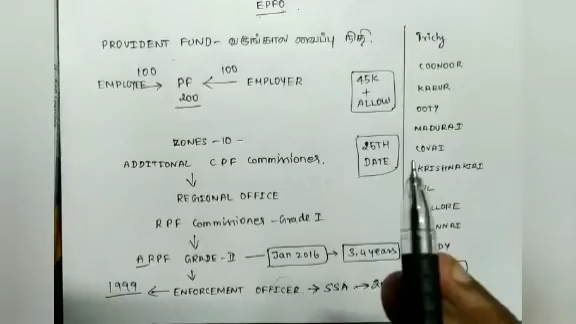 EPFO
PROVIDENT FUND - வருங்கால வைப்பு நிதி.
100 100
EMPLOYEE → PF ← EMPLOYER
200
45K
+
ALLOW
ZONES -10-
25TH
DATE
ADDITIONAL CPF Commissioner.
↓
REGIONAL OFFICE
RPF Commissioner - Grade I
↓
ARPF GRADE-II — Jan 2016 → 3,4 years
↓
1999 ← ENFORCEMENT OFFICER → SSA →
Trichy
COONOOR
KARUR
OOTY
MADURAI
COVAI
KRISHNAKIRI